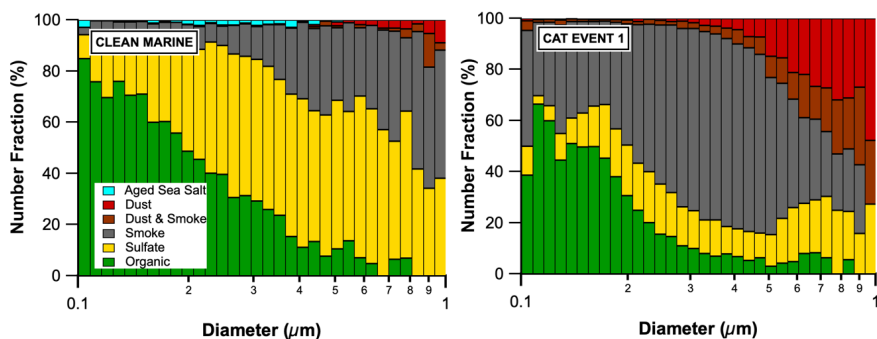 CLEAN MARINE
Number Fraction (%)
100
80
60
40
20
0
Aged Sea Salt
Dust
Dust & Smoke
Smoke
Sulfate
Organic
0.1
2
3
4
5
6
7
8
9
1
Diameter (μm)
CAT EVENT 1
Number Fraction (%)
100
80
60
40
20
0
0.1
2
3
4
5
6
7
8
9
1
Diameter (μm)